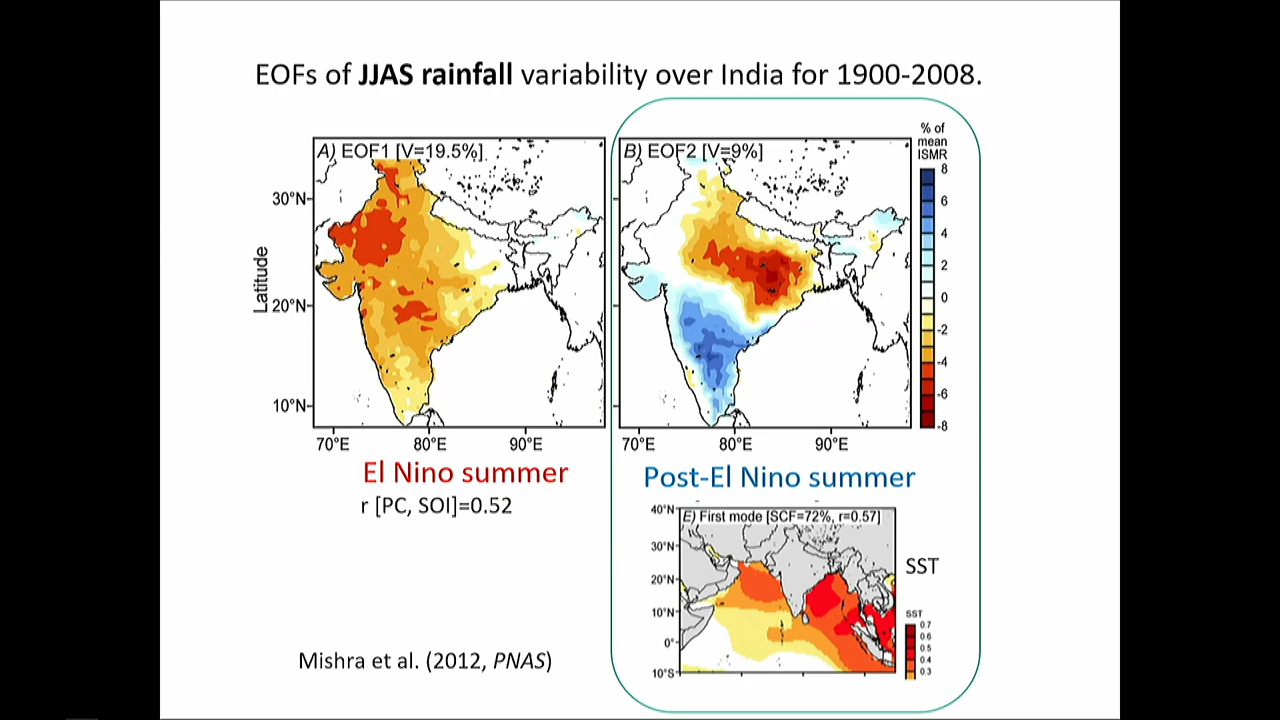 EOFs of JJAS rainfall variability over India for 1900-2008.
A) EOF1 [V=19.5%]
30°N
20°N
10°N
Latitude
70°E 80°E 90°E
El Nino summer
r [PC, SOI]=0.52
B) EOF2 [V=9%]
70°E 80°E 90°E
% of
mean
ISMR
8
6
4
2
0
-2
-4
-6
-8
Post-El Nino summer
E) First mode [SCF=72%, r=0.57]
40°N
30°N
20°N
10°N
0°
10°S
SST
SST
0.7
0.6
0.5
0.4
0.3
Mishra et al. (2012, PNAS)